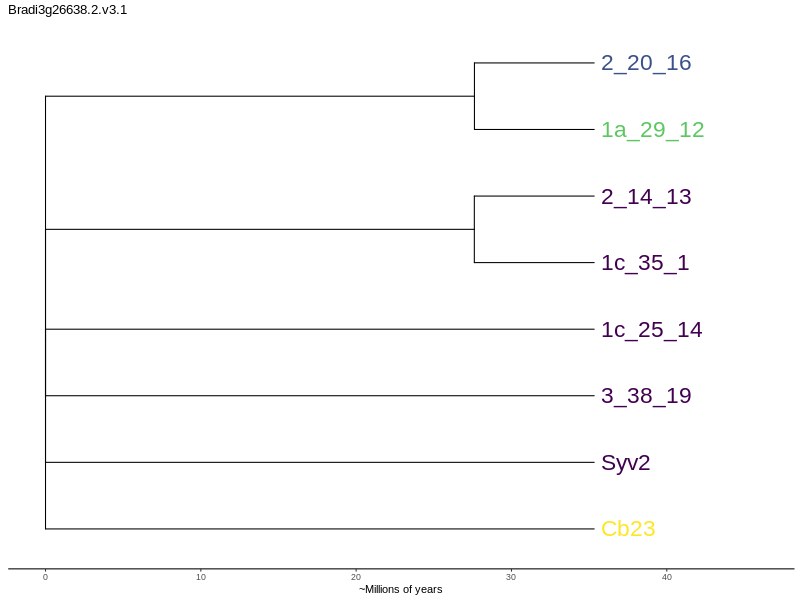 Bradi3g26638.2.v3.1
2_20_16
1a_29_12
2_14_13
1c_35_1
1c_25_14
3_38_19
Syv2
Cb23
0 10 20 30 40
~Millions of years